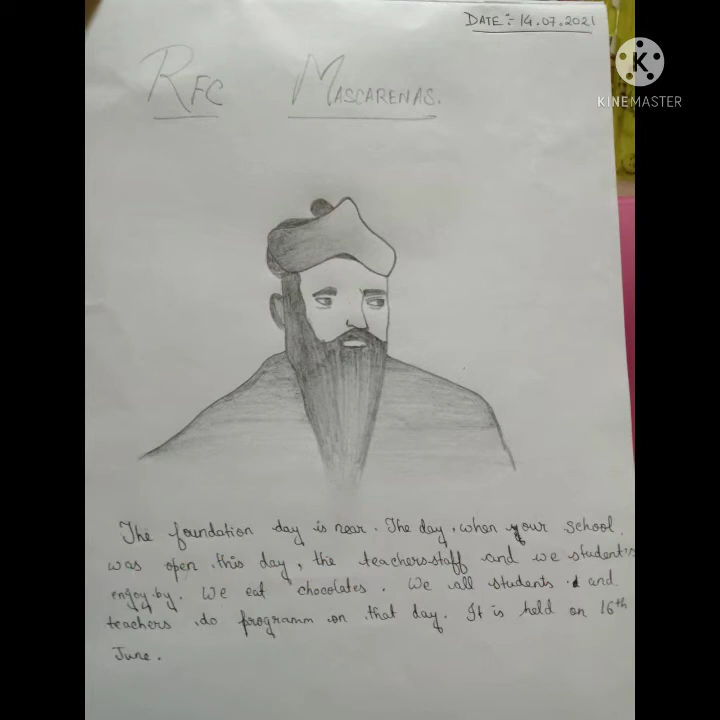 DATE:- 14.07.2021
K
KINEMASTER
RFC MASCARENAS.
The foundation day is near. The day, when your school
was open this day, the teachers staff and we students
engoy by. We eat chocolates. We all students and
teachers do programm on that day. It is held on 16th
June.